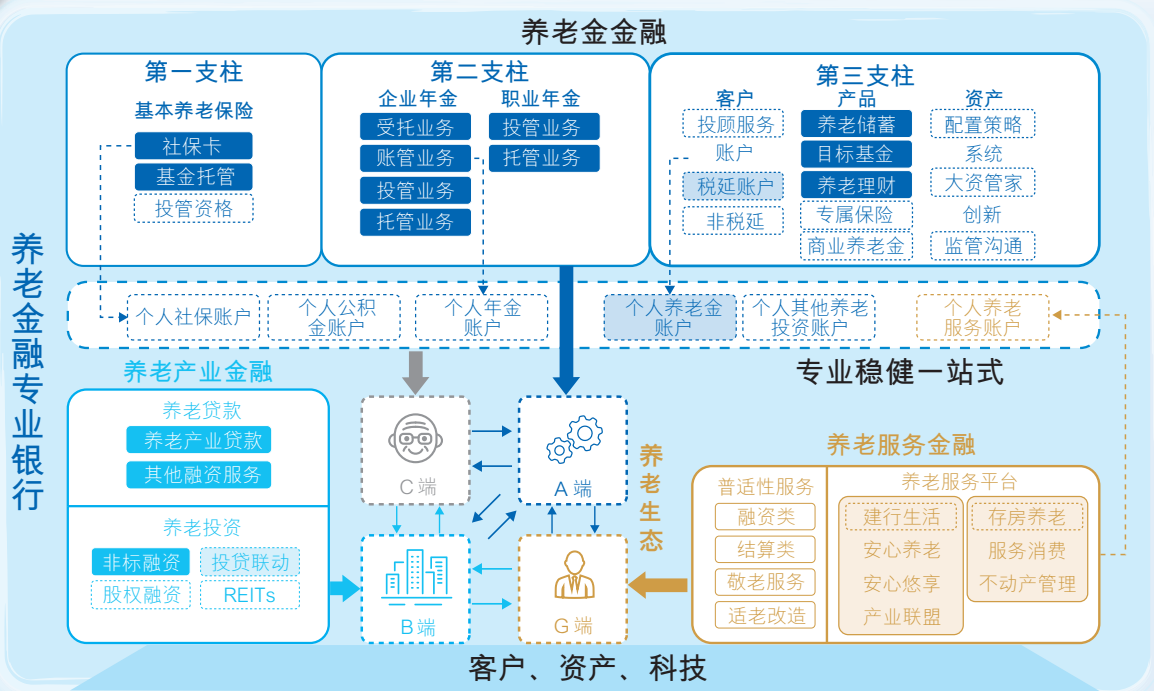 养老金金融
养老金融专业银行
第一支柱
基本养老保险
社保卡
基金托管
投管资格
第二支柱
企业年金
受托业务
账管业务
投管业务
托管业务
职业年金
投管业务
托管业务
第三支柱
客户
投顾服务
账户
税延账户
非税延
产品
养老储蓄
目标基金
养老理财
专属保险
商业养老金
资产
配置策略
系统
大资管家
创新
监管沟通
个人社保账户
个人公积
金账户
个人年金
账户
个人养老金
账户
个人其他养老
投资账户
个人养老
服务账户
专业稳健一站式
养老产业金融
养老贷款
养老产业贷款
其他融资服务
养老投资
非标融资
投贷联动
股权融资
REITs
C 端
A 端
B 端
G 端
养老生态
养老服务金融
普适性服务
融资类
结算类
敬老服务
适老改造
养老服务平台
建行生活
安心养老
安心悠享
产业联盟
存房养老
服务消费
不动产管理
客户、资产、科技